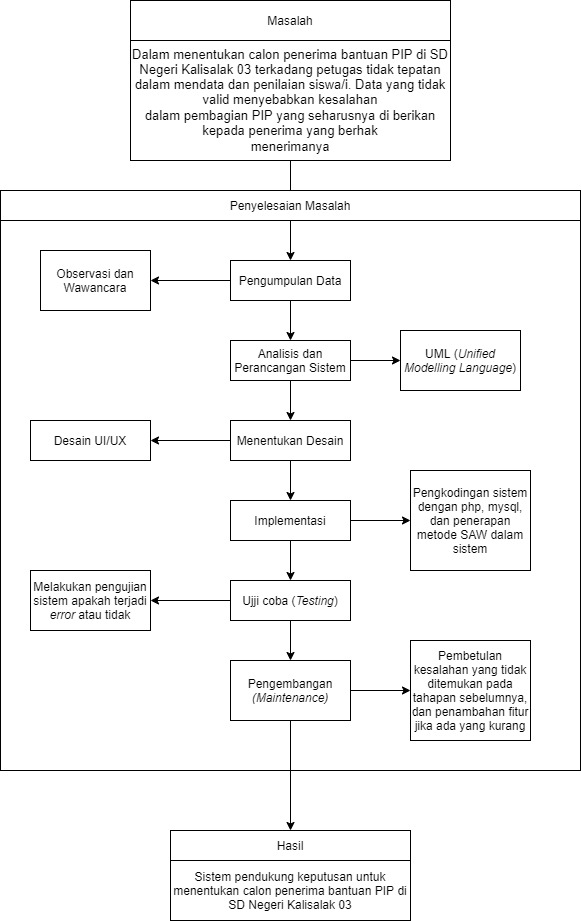 Masalah
Dalam menentukan calon penerima bantuan PIP di SD
Negeri Kalisalak 03 terkadang petugas tidak tepatan
dalam mendata dan penilaian siswa/i. Data yang tidak
valid menyebabkan kesalahan
dalam pembagian PIP yang seharusnya di berikan
kepada penerima yang berhak
menerimanya
Penyelesaian Masalah
Observasi dan
Wawancara
Pengumpulan Data
Analisis dan
Perancangan Sistem
UML (Unified
Modelling Language)
Desain UI/UX
Menentukan Desain
Implementasi
Pengkodingan sistem
dengan php, mysql,
dan penerapan
metode SAW dalam
sistem
Melakukan pengujian
sistem apakah terjadi
error atau tidak
Ujji coba (Testing)
Pengembangan
(Maintenance)
Pembetulan
kesalahan yang tidak
ditemukan pada
tahapan sebelumnya,
dan penambahan fitur
jika ada yang kurang
Hasil
Sistem pendukung keputusan untuk
menentukan calon penerima bantuan PIP di
SD Negeri Kalisalak 03